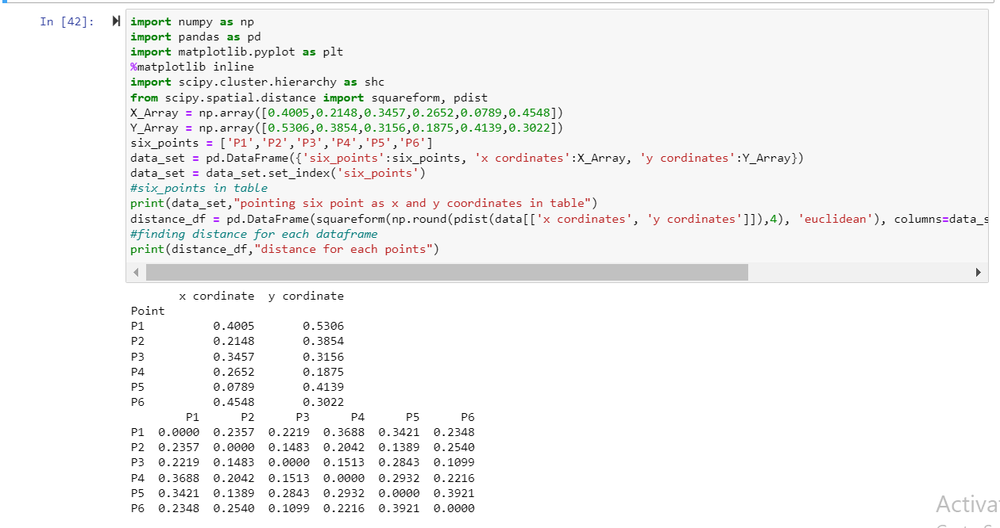 In [42]:
import numpy as np
import pandas as pd
import matplotlib.pyplot as plt
%matplotlib inline
import scipy.cluster.hierarchy as shc
from scipy.spatial.distance import squareform, pdist
X_Array = np.array([0.4005,0.2148,0.3457,0.2652,0.0789,0.4548])
Y_Array = np.array([0.5306,0.3854,0.3156,0.1875,0.4139,0.3022])
six_points = ['P1','P2','P3','P4','P5','P6']
data_set = pd.DataFrame({'six_points':six_points, 'x cordinates':X_Array, 'y cordinates':Y_Array})
data_set = data_set.set_index('six_points')
#six_points in table
print(data_set,"pointing six point as x and y coordinates in table")
distance_df = pd.DataFrame(squareform(np.round(pdist(data[['x cordinates', 'y cordinates']]),4), 'euclidean'), columns=data_s
#finding distance for each dataframe
print(distance_df,"distance for each points")
x cordinate y cordinate
Point
P1 0.4005 0.5306
P2 0.2148 0.3854
P3 0.3457 0.3156
P4 0.2652 0.1875
P5 0.0789 0.4139
P6 0.4548 0.3022
P1 P2 P3 P4 P5 P6
P1 0.0000 0.2357 0.2219 0.3688 0.3421 0.2348
P2 0.2357 0.0000 0.1483 0.2042 0.1389 0.2540
P3 0.2219 0.1483 0.0000 0.1513 0.2843 0.1099
P4 0.3688 0.2042 0.1513 0.0000 0.2932 0.2216
P5 0.3421 0.1389 0.2843 0.2932 0.0000 0.3921
P6 0.2348 0.2540 0.1099 0.2216 0.3921 0.0000
Activa